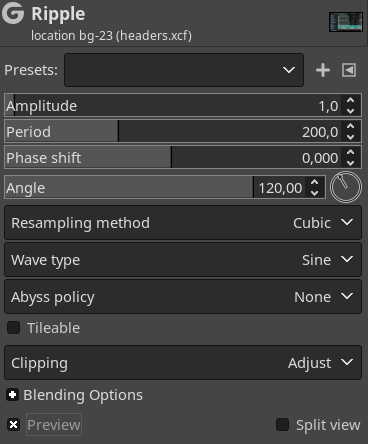 Ripple
location bg-23 (headers.xcf)
Presets:
Amplitude 1,0
Period 200,0
Phase shift 0,000
Angle 120,00
Resampling method Cubic
Wave type Sine
Abyss policy None
Tileable
Clipping Adjust
Blending Options
Preview Split view